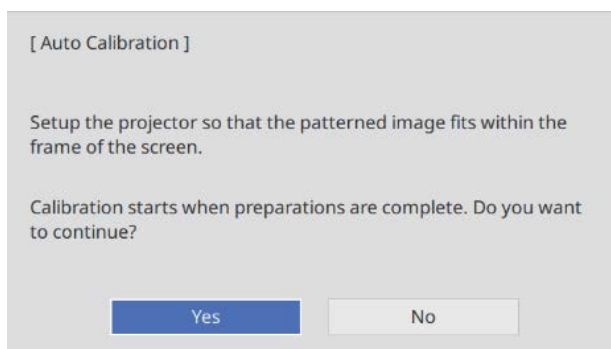 [ Auto Calibration ]
Setup the projector so that the patterned image fits within the
frame of the screen.
Calibration starts when preparations are complete. Do you want
to continue?
Yes
No